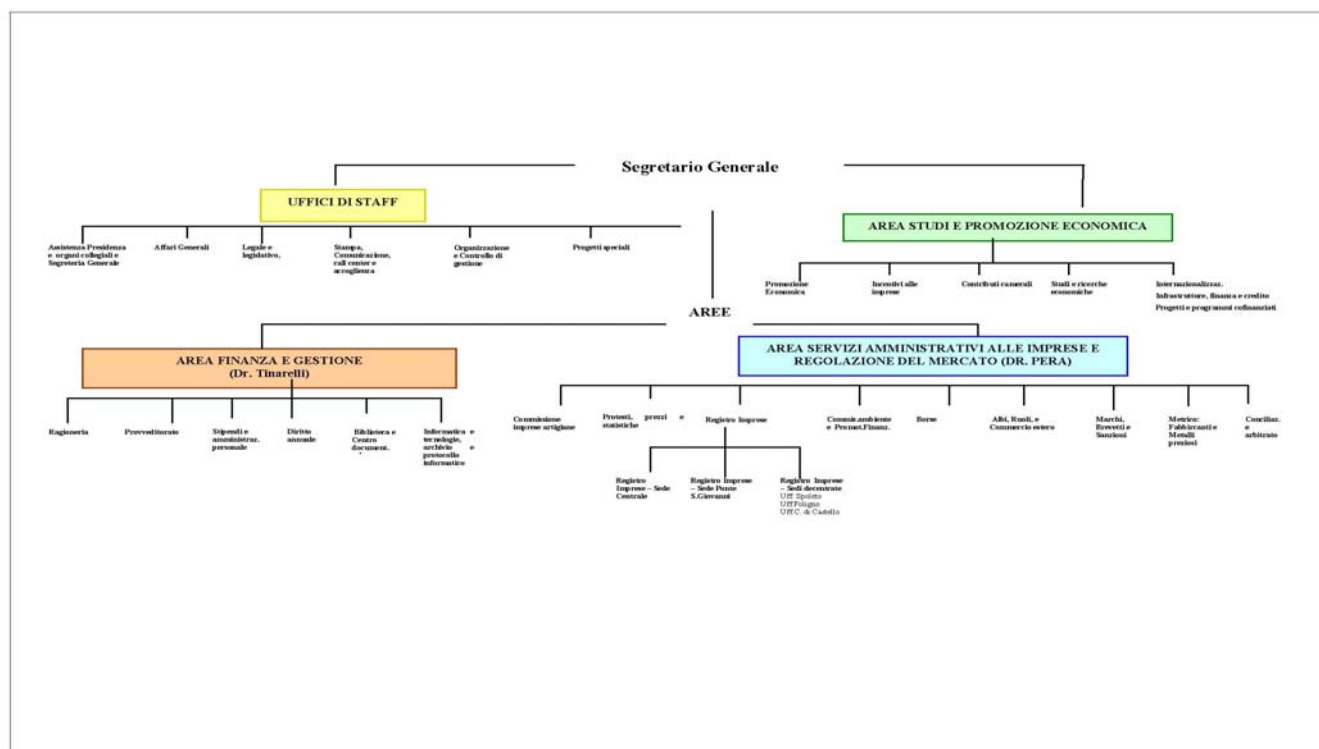 Segretario Generale
UFFICI DI STAFF
AREA STUDI E PROMOZIONE ECONOMICA
Assistenza Presidenza
e organi collegiali e
Segreteria Generale
Affari Generali
Legale e
legislativo,
Stampa,
Comunicazione,
call center e
accoglienza
Organizzazione
e Controllo di
gestione
Progetti speciali
Promozione
Economica
Incentivi alle
imprese
Contributi camerali
Studi e ricerche
economiche
Internazionalizzaz.
Infrastrutture, finanza e credito
Progetti e programmi cofinanziati
AREE
AREA FINANZA E GESTIONE
(Dr. Tinarelli)
AREA SERVIZI AMMINISTRATIVI ALLE IMPRESE E
REGOLAZIONE DEL MERCATO (DR. PERA)
Ragioneria
Provveditorato
Stipendi e
amministraz.
personale
Diritto
annuale
Biblioteca e
Centro
document.
Informatica e
tecnologie,
archivio e
protocollo
informatico
Commissione
imprese artigiane
Protesti, prezzi e
statistiche
Registro Imprese
Commis.ambiente
e Promot.Finanz.
Borse
Albi, Ruoli, e
Commercio estero
Marchi,
Brevetti e
Sanzioni
Metrico:
Fabbricanti e
Metalli
preziosi
Conciliaz.
e
arbitrato
Registro
Imprese – Sede
Centrale
Registro Imprese
– Sede Ponte
S.Giovanni
Registro Imprese
– Sedi decentrate
Uff. Spoleto
Uff.Foligno
Uff.C. di Castello